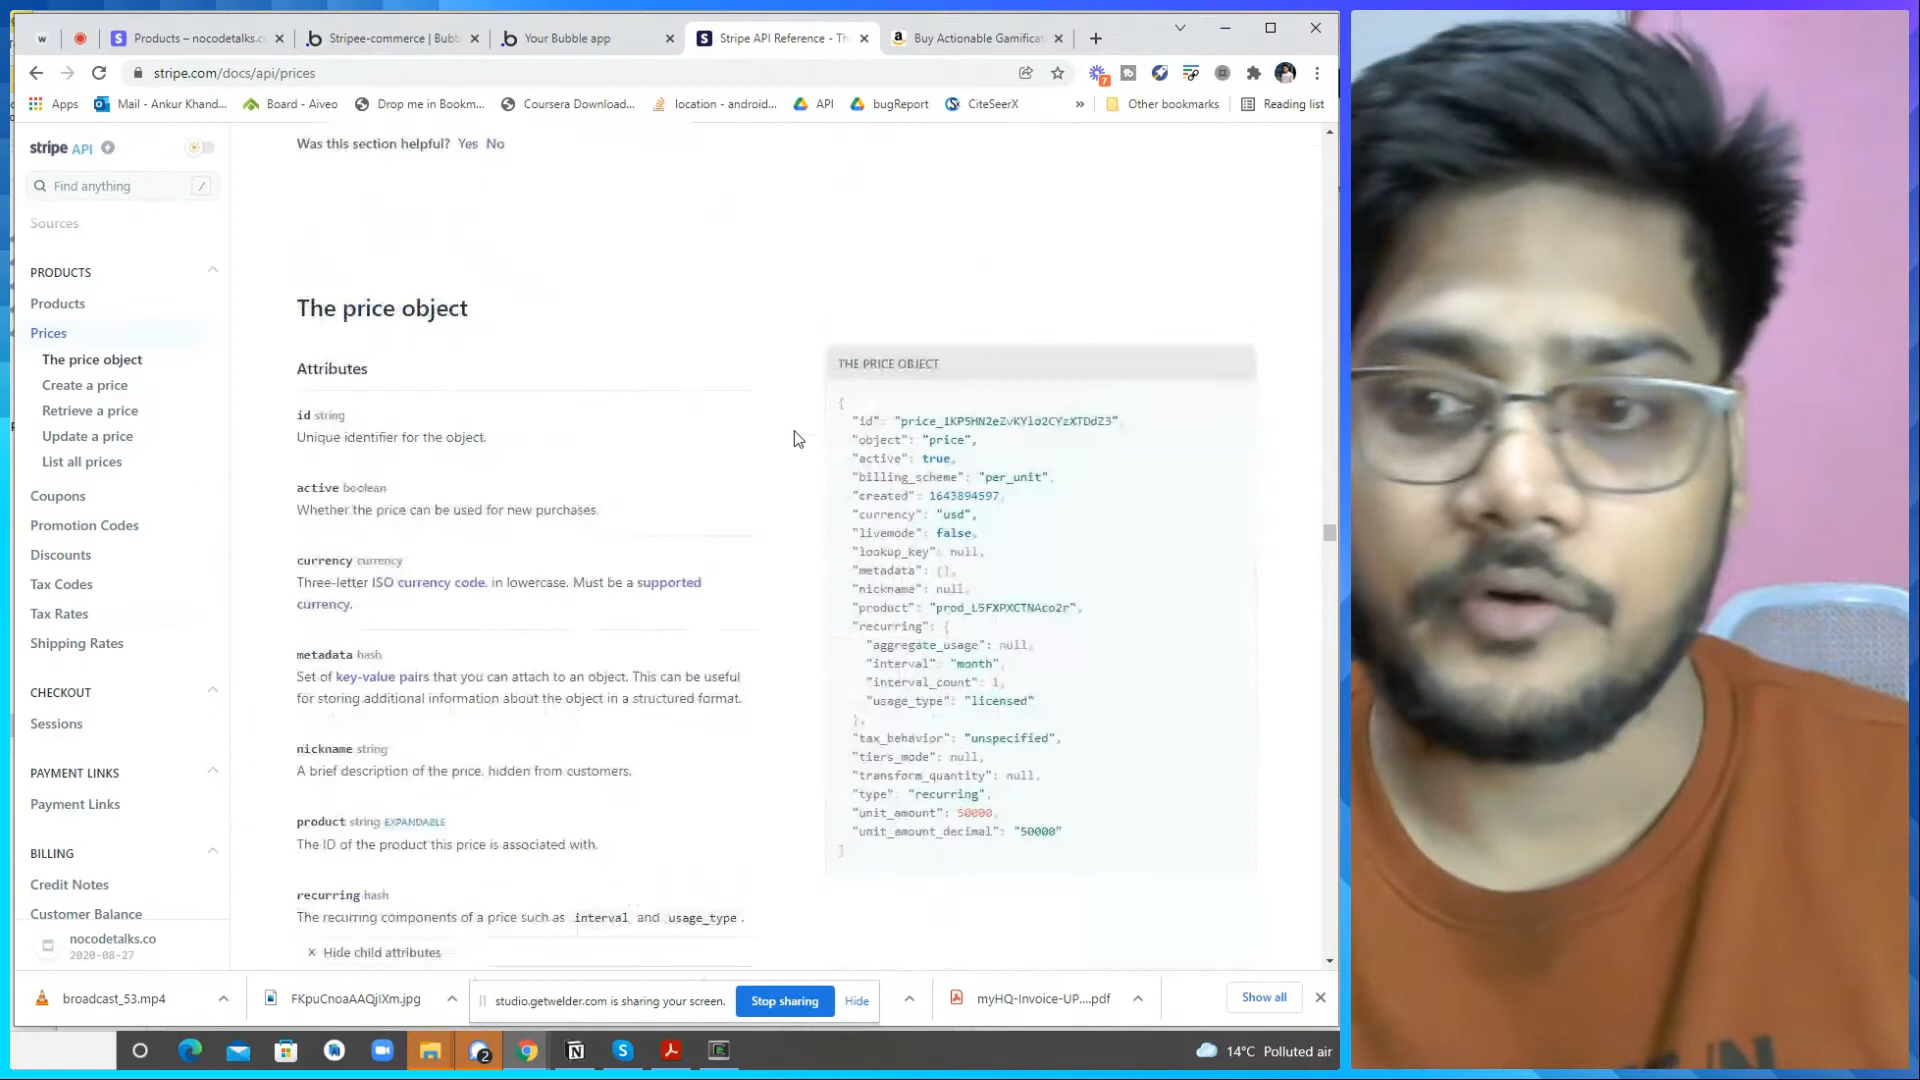 w
Products – nocodetalks.c
Stripee-commerce | Bubb
Your Bubble app
Stripe API Reference - Th
Buy Actionable Gamificat
stripe.com/docs/api/prices
7
Apps
Mail - Ankur Khand...
Board - Aiveo
Drop me in Bookm...
Coursera Download...
location - android...
API
bugReport
CiteSeerX
»
Other bookmarks
Reading list
stripe API
Find anything
/
Sources
PRODUCTS
Products
Prices
The price object
Create a price
Retrieve a price
Update a price
List all prices
Coupons
Promotion Codes
Discounts
Tax Codes
Tax Rates
Shipping Rates
CHECKOUT
Sessions
PAYMENT LINKS
Payment Links
BILLING
Credit Notes
Customer Balance
nocodetalks.co
2020-08-27
Was this section helpful? Yes No
The price object
Attributes
id string
Unique identifier for the object.
active boolean
Whether the price can be used for new purchases.
currency currency
Three-letter ISO currency code, in lowercase. Must be a supported
currency.
metadata hash
Set of key-value pairs that you can attach to an object. This can be useful
for storing additional information about the object in a structured format.
nickname string
A brief description of the price, hidden from customers.
product string EXPANDABLE
The ID of the product this price is associated with.
recurring hash
The recurring components of a price such as interval and usage_type .
× Hide child attributes
THE PRICE OBJECT
{
"id": "price_1KP5HN2eZvKYlo2CYzXTDdZ3",
"object": "price",
"active": true,
"billing_scheme": "per_unit",
"created": 1643894597,
"currency": "usd",
"livemode": false,
"lookup_key": null,
"metadata": {},
"nickname": null,
"product": "prod_L5FXPXCTNAco2r",
"recurring": {
"aggregate_usage": null,
"interval": "month",
"interval_count": 1,
"usage_type": "licensed"
},
"tax_behavior": "unspecified",
"tiers_mode": null,
"transform_quantity": null,
"type": "recurring",
"unit_amount": 50000,
"unit_amount_decimal": "50000"
}
broadcast_53.mp4
FKpuCnoaAAQjIXm.jpg
studio.getwelder.com is sharing your screen.
Stop sharing
Hide
myHQ-Invoice-UP....pdf
Show all
2
14°C Polluted air